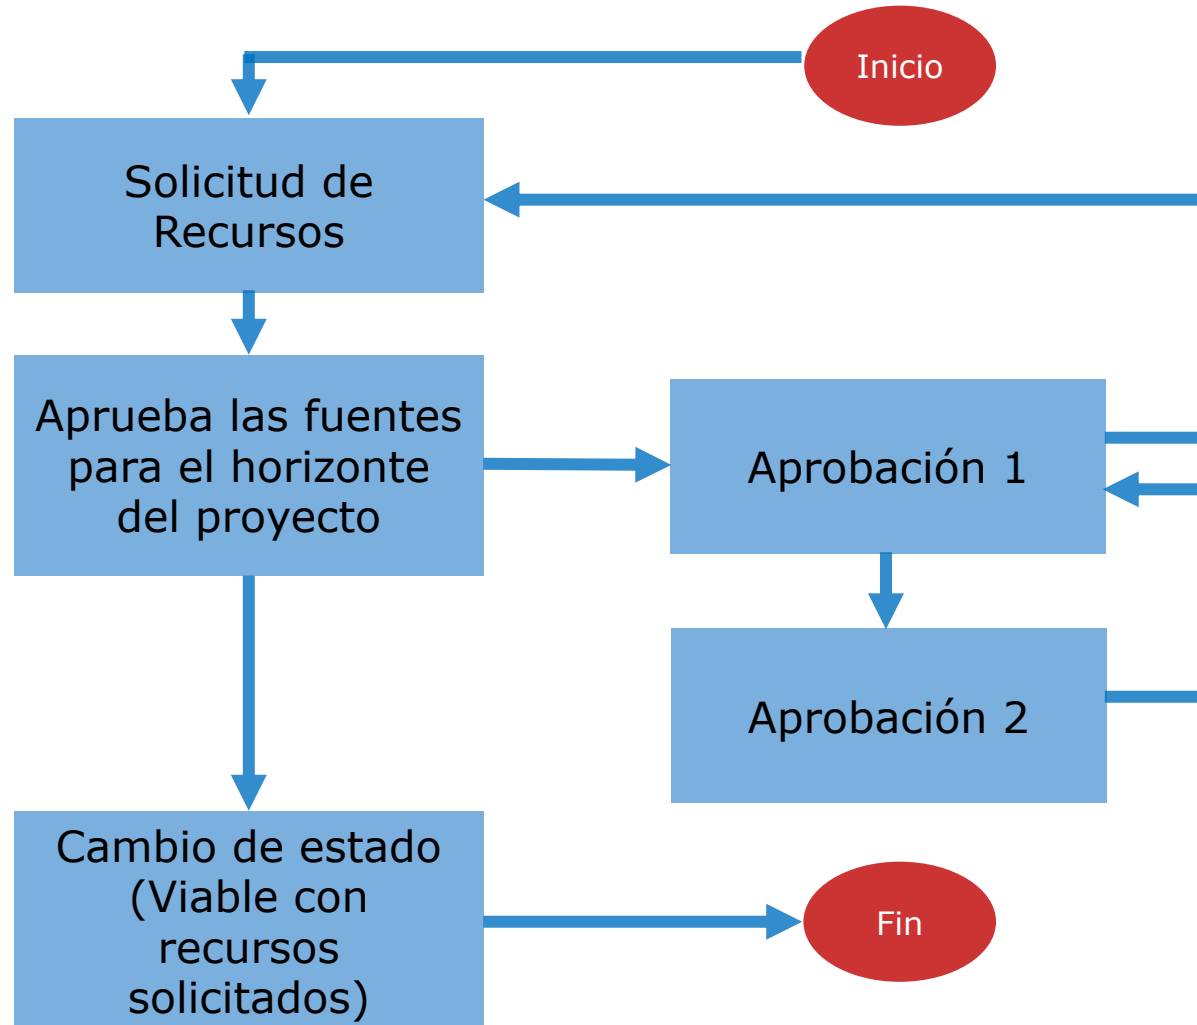 Inicio
Solicitud de
Recursos
Aprueba las fuentes
para el horizonte
del proyecto
Aprobación 1
Aprobación 2
Cambio de estado
(Viable con
recursos
solicitados)
Fin